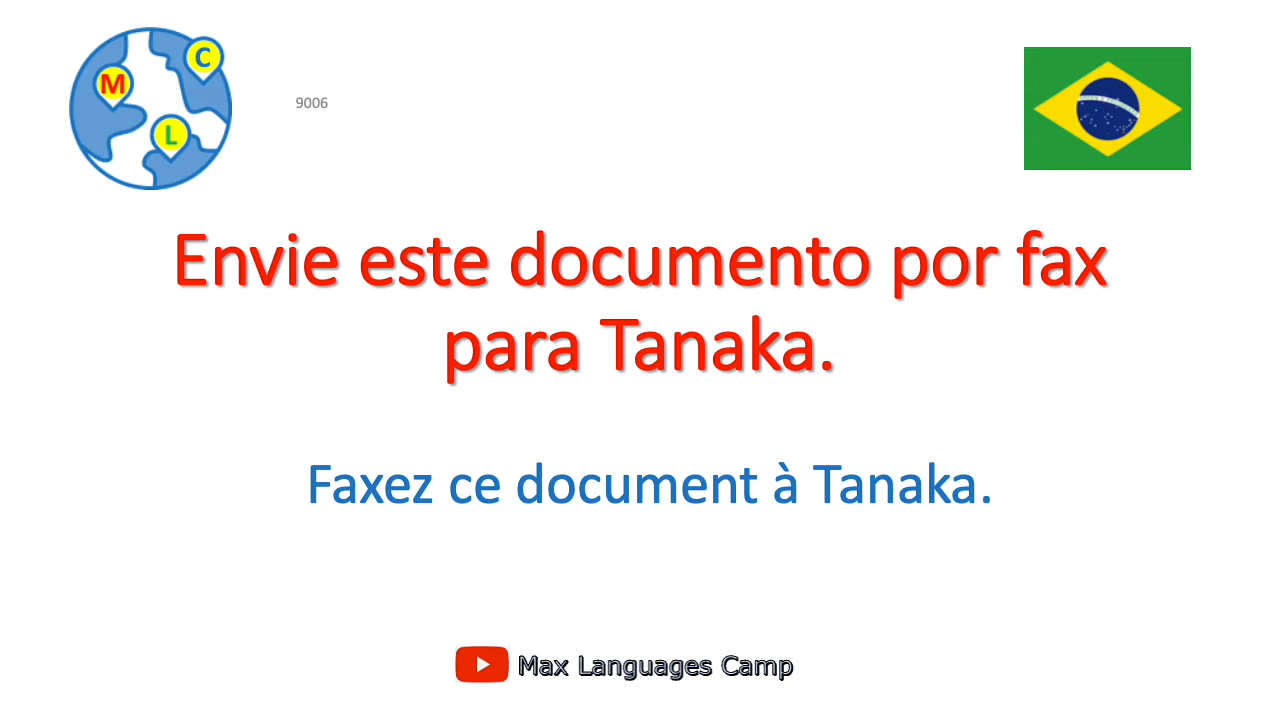 M
C
L
9006
Envie este documento por fax
para Tanaka.
Faxez ce document à Tanaka.
Max Languages Camp